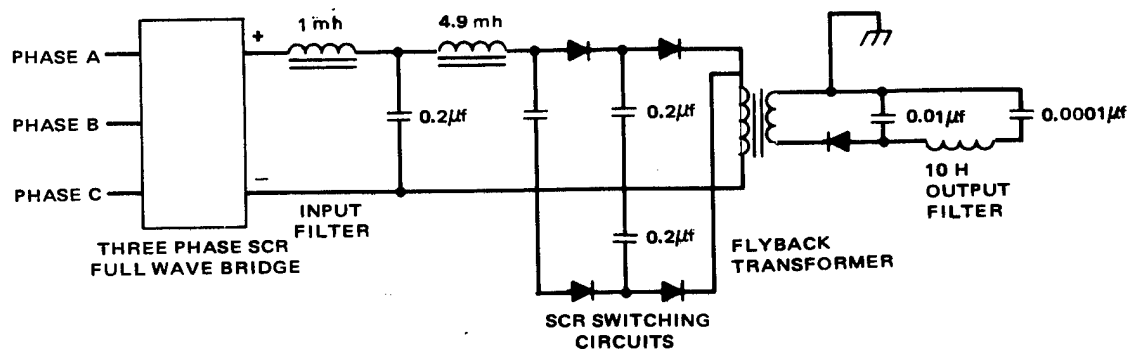 1 mh
4.9 mh
PHASE A
+
PHASE B
0.2µf
0.2µf
0.01µf
0.0001µf
PHASE C
−
INPUT
FILTER
10 H
OUTPUT
FILTER
THREE PHASE SCR
FULL WAVE BRIDGE
0.2µf
FLYBACK
TRANSFORMER
SCR SWITCHING
CIRCUITS